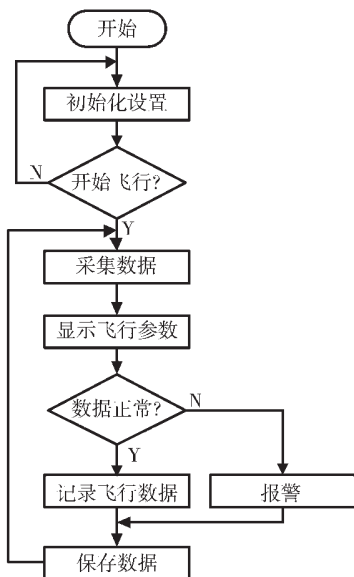 开始
初始化设置
开始飞行?
N
Y
采集数据
显示飞行参数
数据正常?
N
Y
记录飞行数据
报警
保存数据